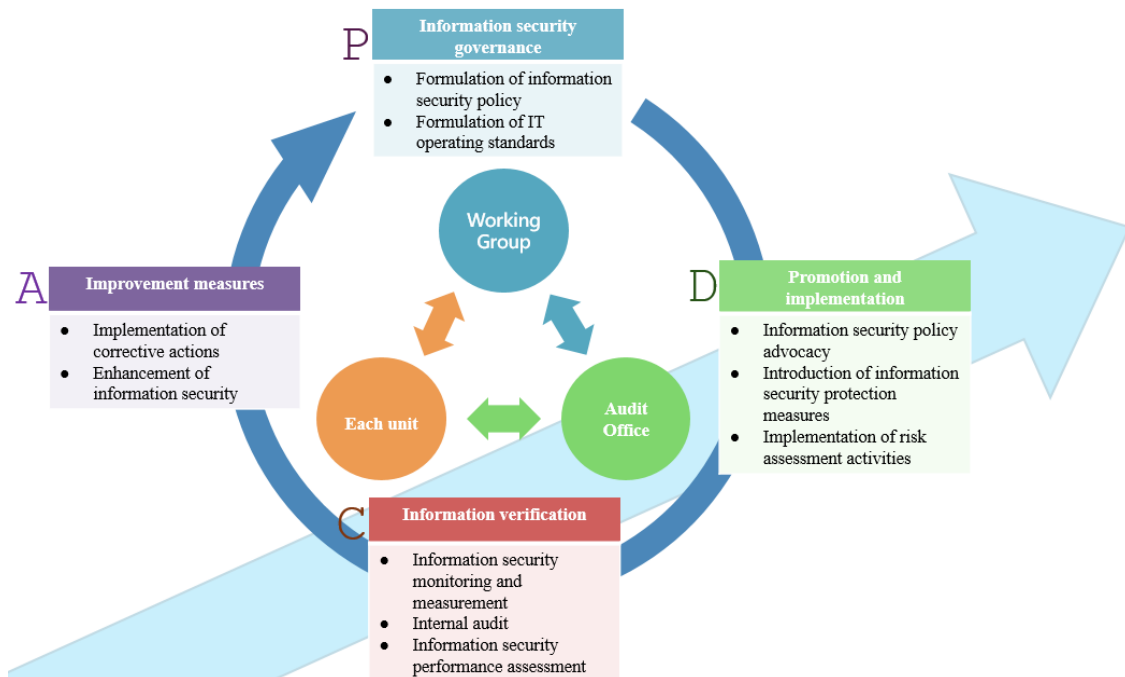 P
Information security
governance
● Formulation of information
security policy
● Formulation of IT
operating standards
Working
Group
A
Improvement measures
● Implementation of
corrective actions
● Enhancement of
information security
D
Promotion and
implementation
● Information security policy
advocacy
● Introduction of information
security protection
measures
● Implementation of risk
assessment activities
Each unit
Audit
Office
C
Information verification
● Information security
monitoring and
measurement
● Internal audit
● Information security
performance assessment